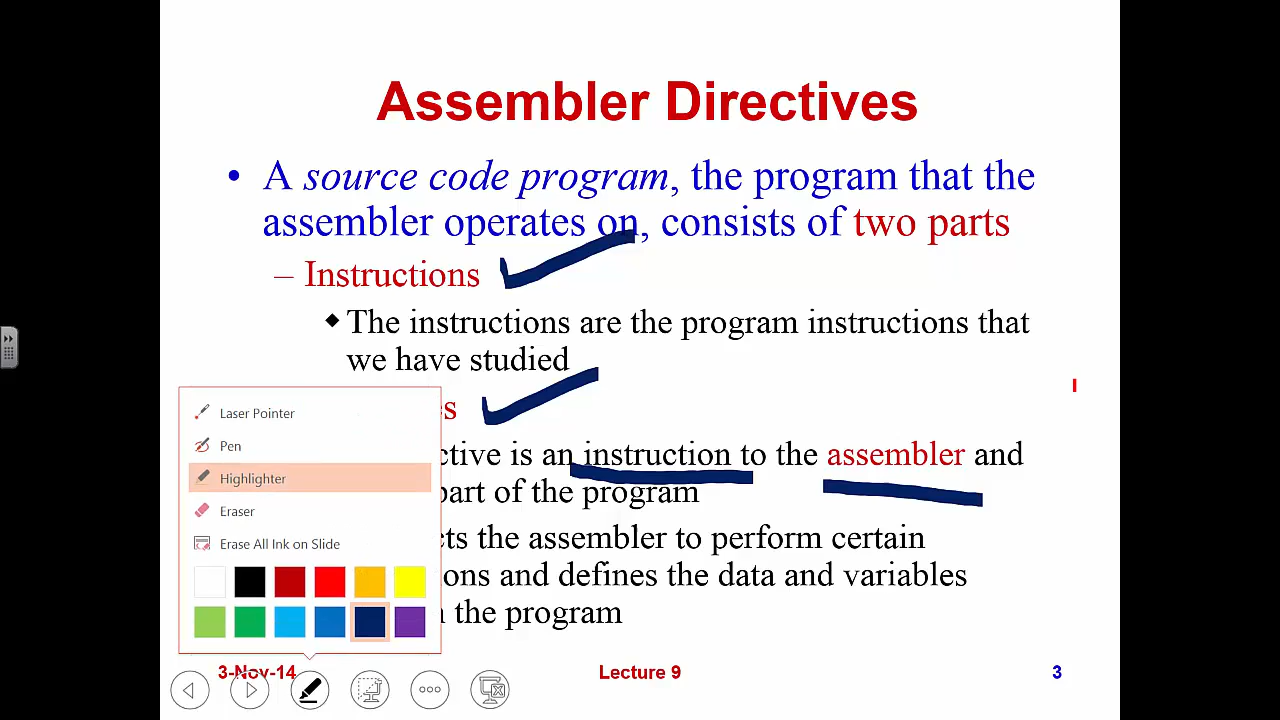 Assembler Directives
• A source code program, the program that the
assembler operates on, consists of two parts
– Instructions
◆ The instructions are the program instructions that
we have studied
es
ctive is an instruction to the assembler and
part of the program
cts the assembler to perform certain
ons and defines the data and variables
the program
Laser Pointer
Pen
Highlighter
Eraser
Erase All Ink on Slide
3-Nov-14
Lecture 9
3